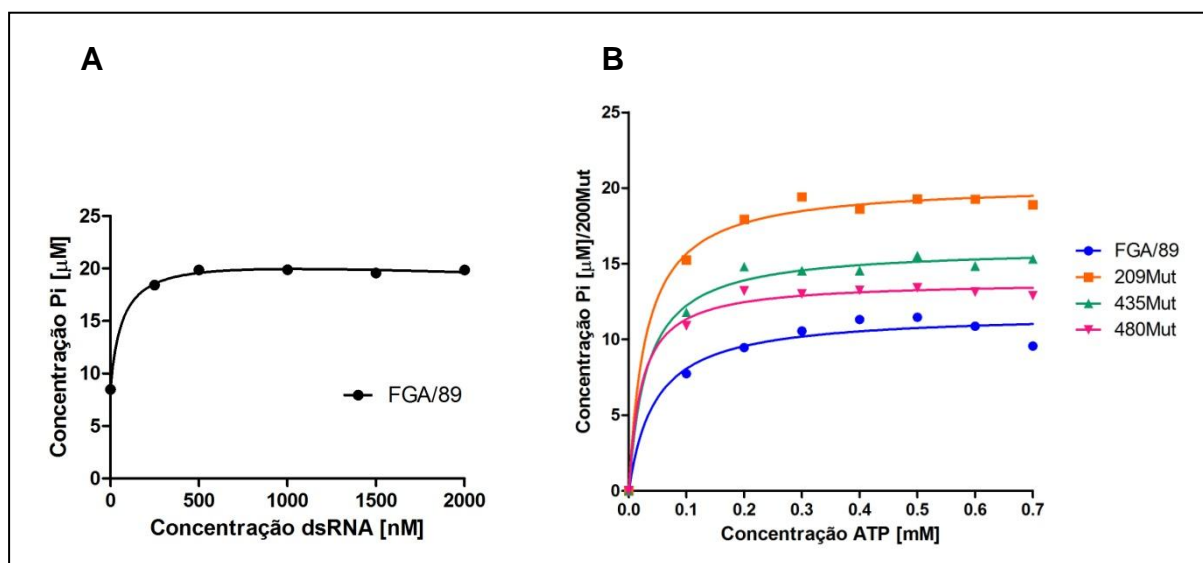 A
Concentração Pi [µM]
25
20
15
10
5
0
0 500 1000 1500 2000
Concentração dsRNA [nM]
FGA/89
B
Concentração Pi [µM]/200Mut
25
20
15
10
5
0
0.0 0.1 0.2 0.3 0.4 0.5 0.6 0.7
Concentração ATP [mM]
FGA/89
209Mut
435Mut
480Mut